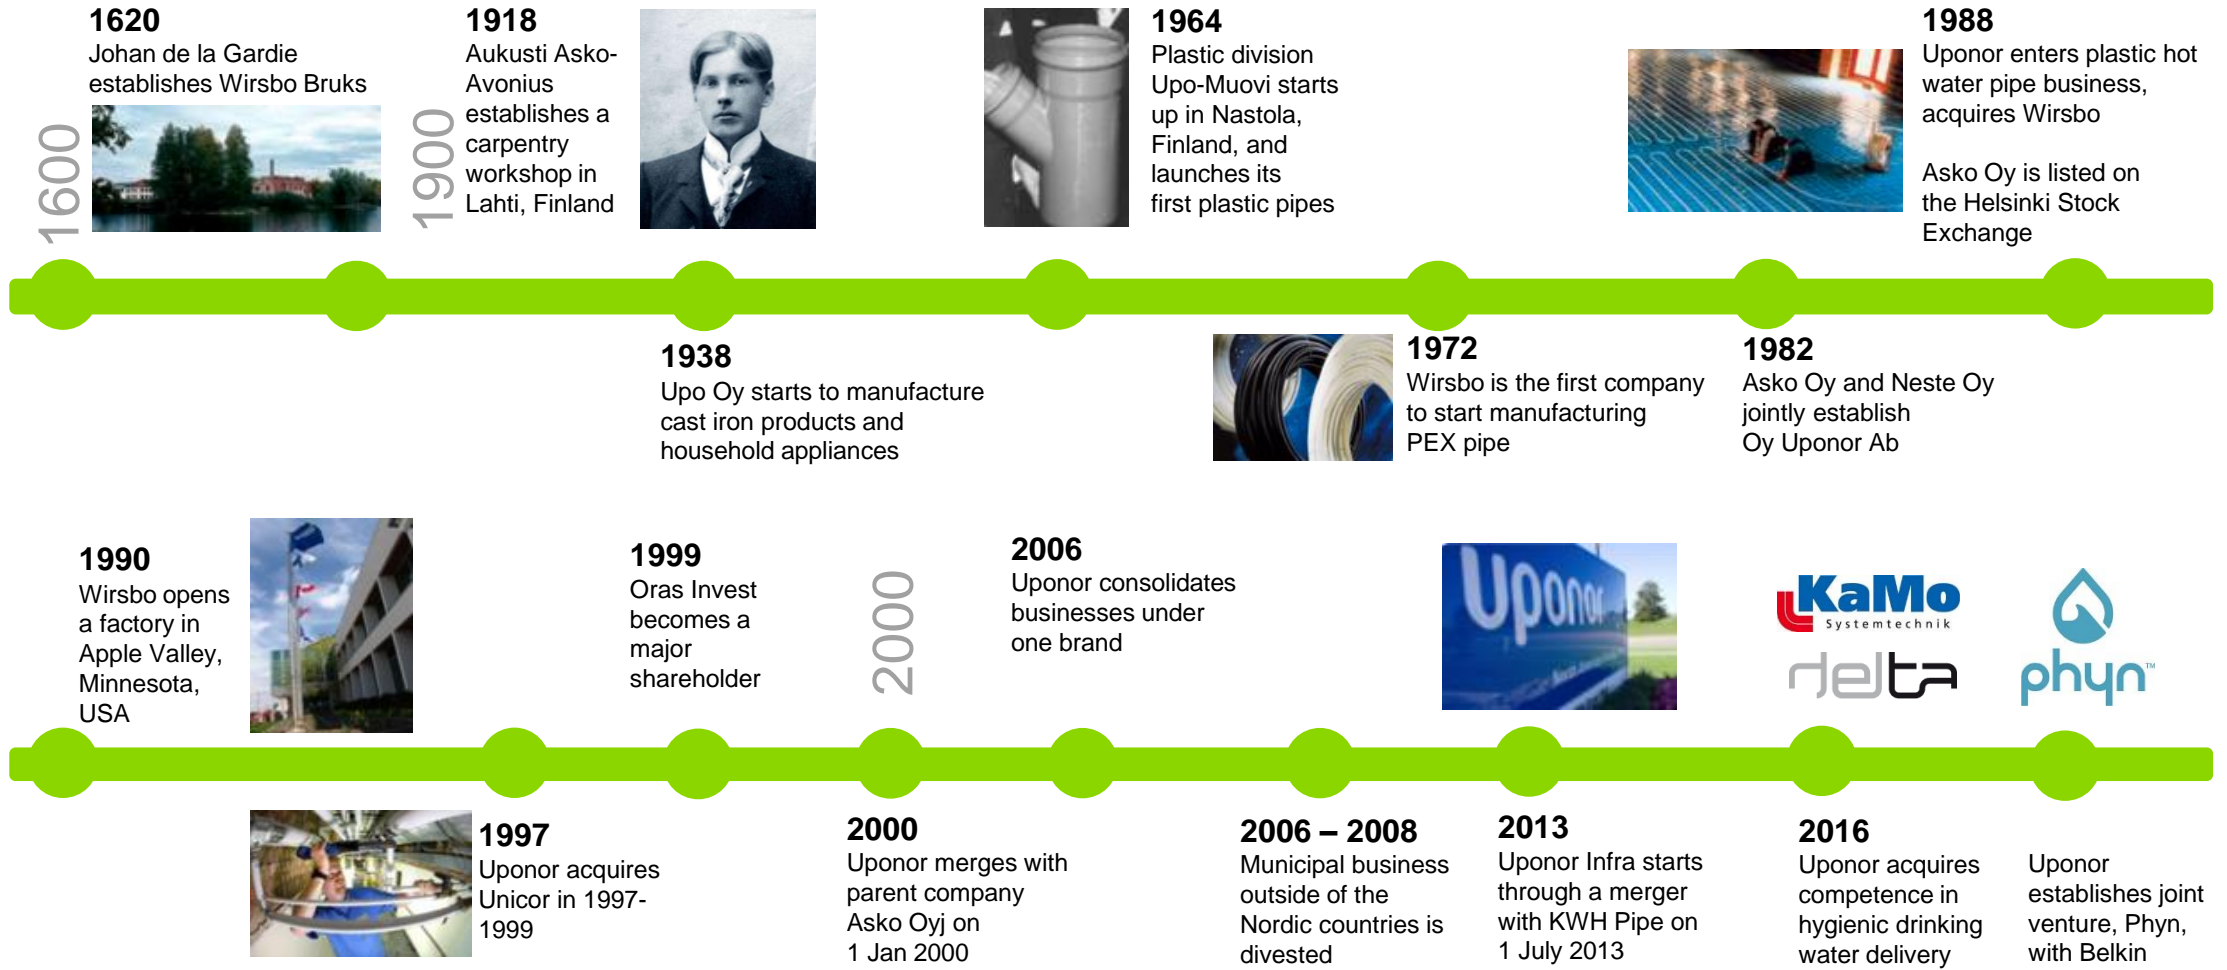 1620
Johan de la Gardie
establishes Wirsbo Bruks
1600
1918
Aukusti Asko-
Avonius
establishes a
carpentry
workshop in
Lahti, Finland
1900
1964
Plastic division
Upo-Muovi starts
up in Nastola,
Finland, and
launches its
first plastic pipes
1988
Uponor enters plastic hot
water pipe business,
acquires Wirsbo
Asko Oy is listed on
the Helsinki Stock
Exchange
1938
Upo Oy starts to manufacture
cast iron products and
household appliances
1972
Wirsbo is the first company
to start manufacturing
PEX pipe
1982
Asko Oy and Neste Oy
jointly establish
Oy Uponor Ab
1990
Wirsbo opens
a factory in
Apple Valley,
Minnesota,
USA
1999
Oras Invest
becomes a
major
shareholder
2000
2006
Uponor consolidates
businesses under
one brand
uponor
KaMo
Systemtechnik
delta
phyn™
1997
Uponor acquires
Unicor in 1997-
1999
2000
Uponor merges with
parent company
Asko Oyj on
1 Jan 2000
2006 – 2008
Municipal business
outside of the
Nordic countries is
divested
2013
Uponor Infra starts
through a merger
with KWH Pipe on
1 July 2013
2016
Uponor acquires
competence in
hygienic drinking
water delivery
Uponor
establishes joint
venture, Phyn,
with Belkin